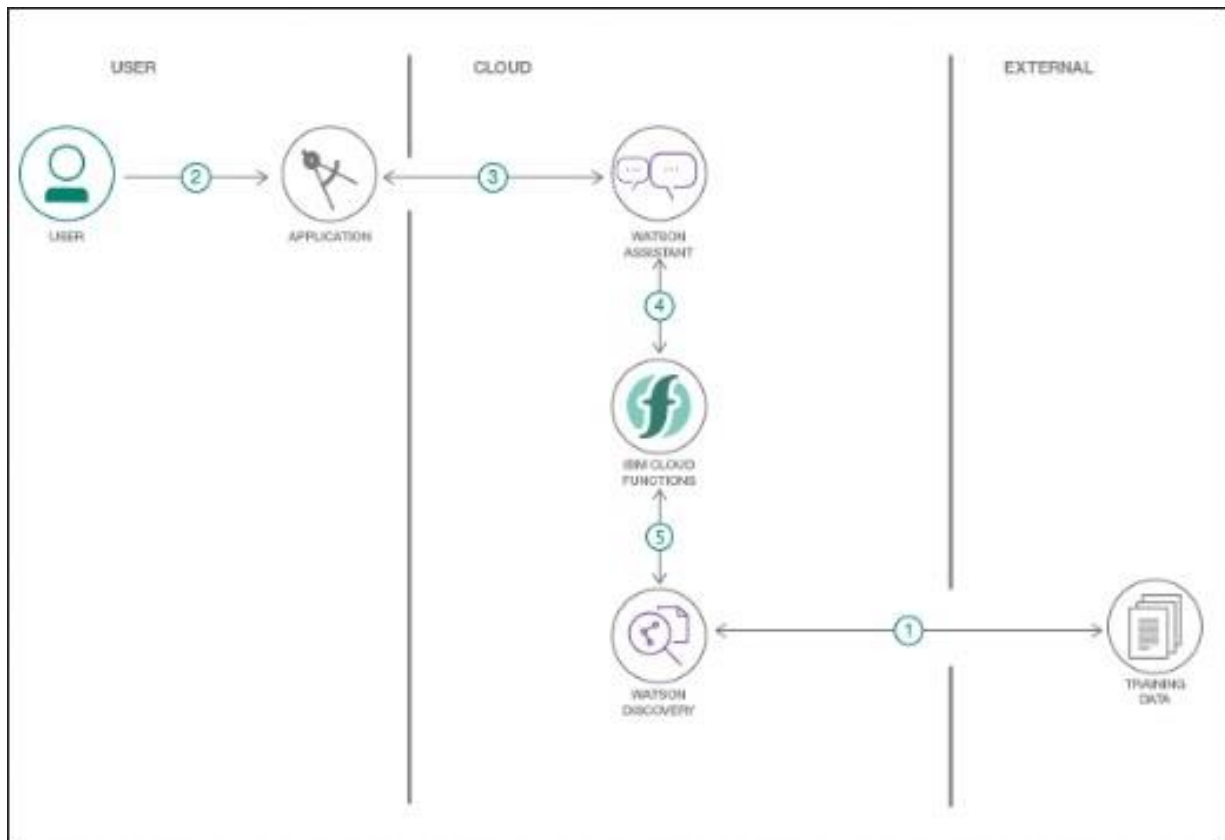 USER
CLOUD
EXTERNAL
2
3
USER
APPLICATION
WATSON
ASSISTANT
4
IBM CLOUD
FUNCTIONS
5
1
WATSON
DISCOVERY
TRAINING
DATA